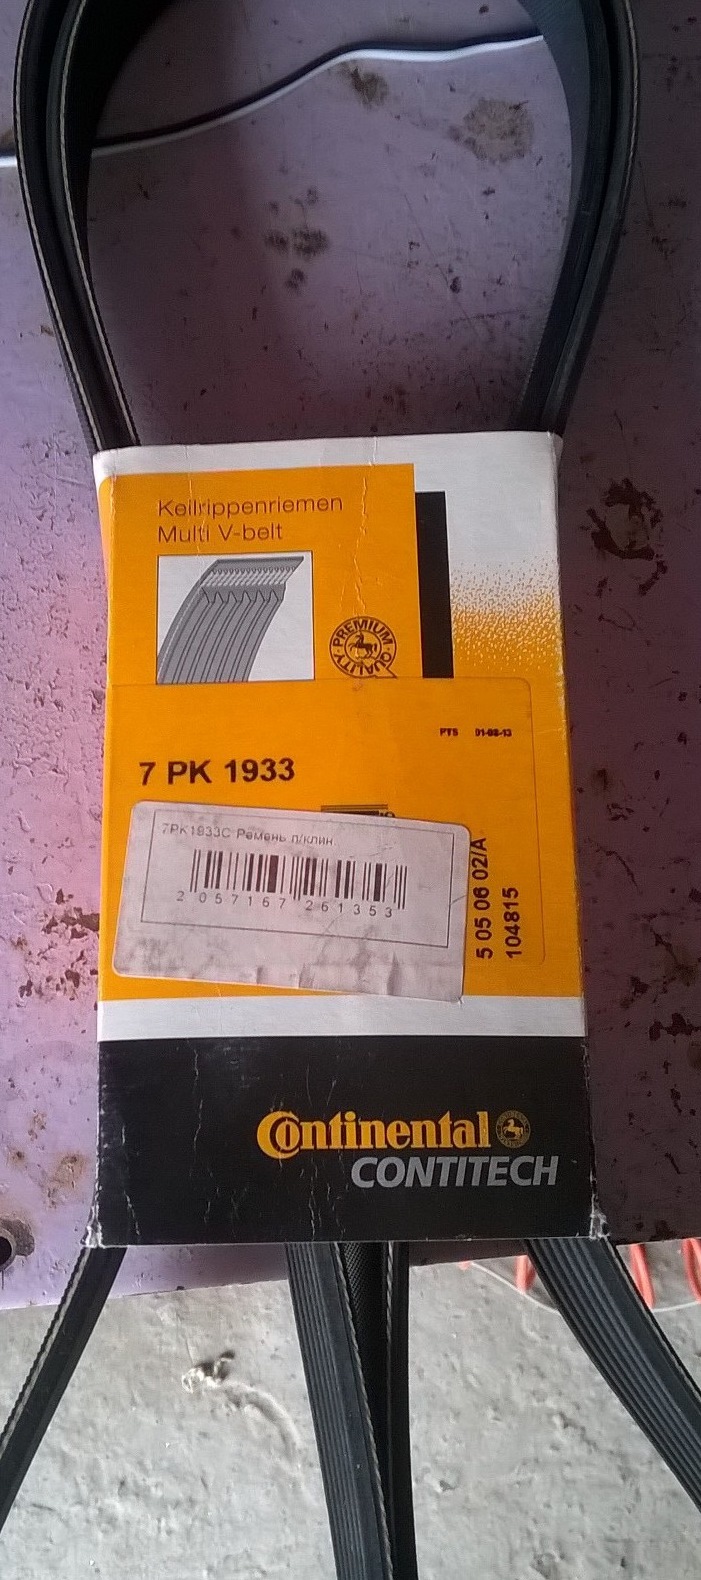 Keilrippenriemen
Multi V-belt
PREMIUM QUALITY
PTS 01-08-13
7 PK 1933
7PK1933C Ремень п/клин
2 057167 261353
5 05 06 02/A
104815
Continental
CONTITECH